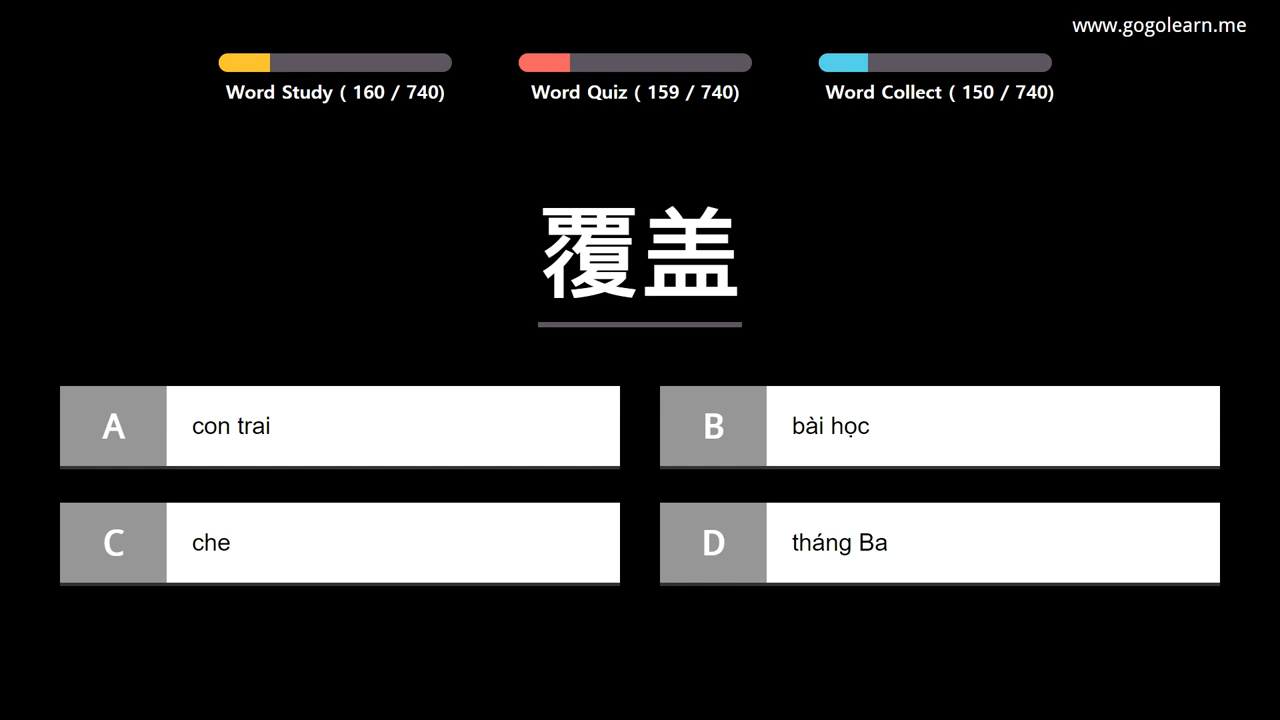 www.gogolearn.me
Word Study ( 160 / 740)
Word Quiz ( 159 / 740)
Word Collect ( 150 / 740)
覆盖
A con trai
B bài học
C che
D tháng Ba